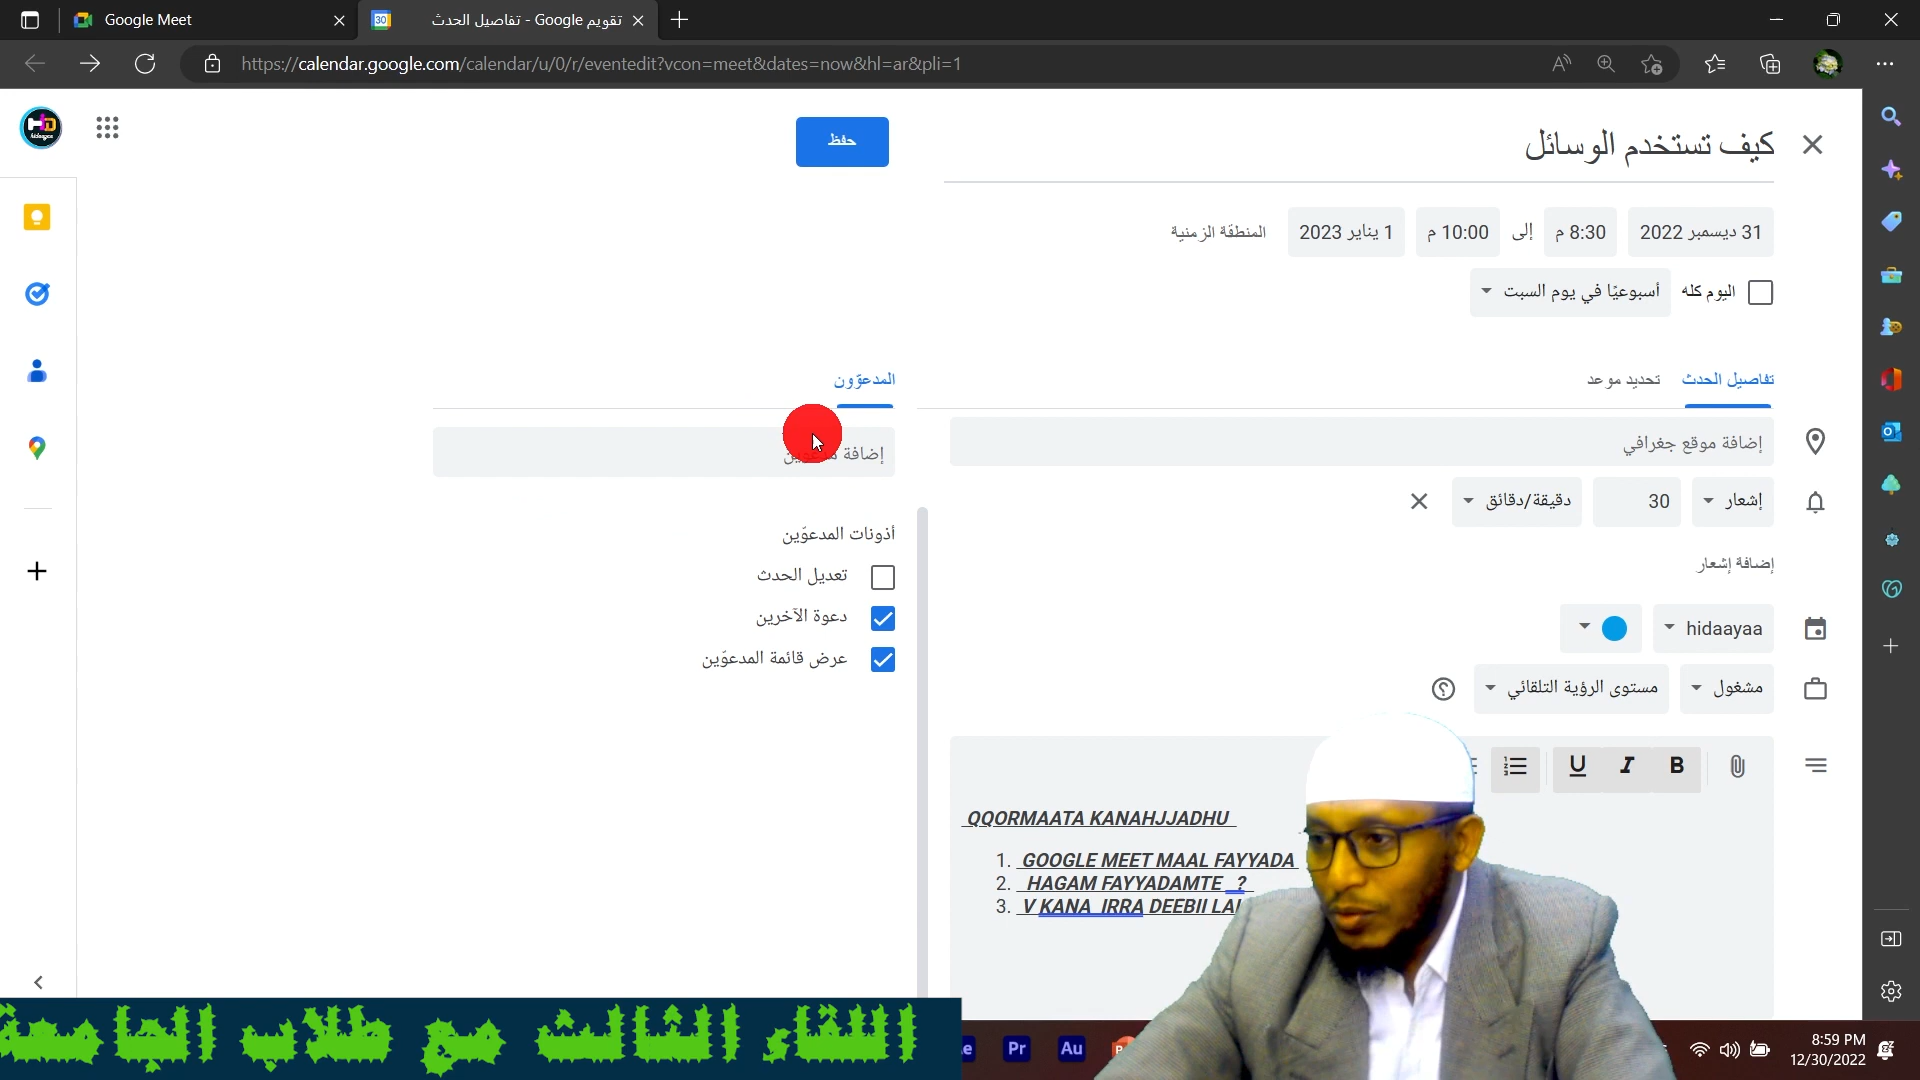 Google Meet
تقويم Google - تفاصيل الحدث
https://calendar.google.com/calendar/u/0/r/eventedit?vcon=meet&dates=now&hl=ar&pli=1
كيف تستخدم الوسائل
حفظ
31 ديسمبر 2022
8:30 م
إلى
10:00 م
1 يناير 2023
المنطقة الزمنية
اليوم كله
أسبوعيًا في يوم السبت
تفاصيل الحدث
تحديد موعد
المدعوّون
إضافة موقع جغرافي
إضافة
إشعار
30
دقيقة/دقائق
أذونات المدعوّين
إضافة إشعار
تعديل الحدث
دعوة الآخرين
hidaayaa
عرض قائمة المدعوّين
مشغول
مستوى الرؤية التلقائي
B
I
U
QQORMAATA KANAHJJADHU
1. GOOGLE MEET MAAL FAYYADA
2. HAGAM FAYYADAMTE ?
3. V KANA IRRA DEEBII
اللقاء الثالث مع طلاب الجامعة
Pr
Au
8:59 PM
12/30/2022